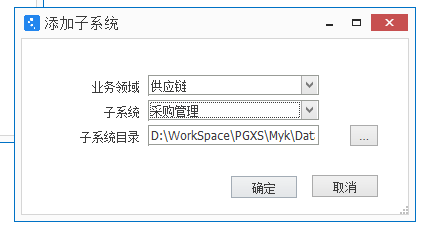 添加子系统
业务领域 供应链
子系统 采购管理
子系统目录 D:\WorkSpace\PGXS\Myk\Dat ...
确定 取消